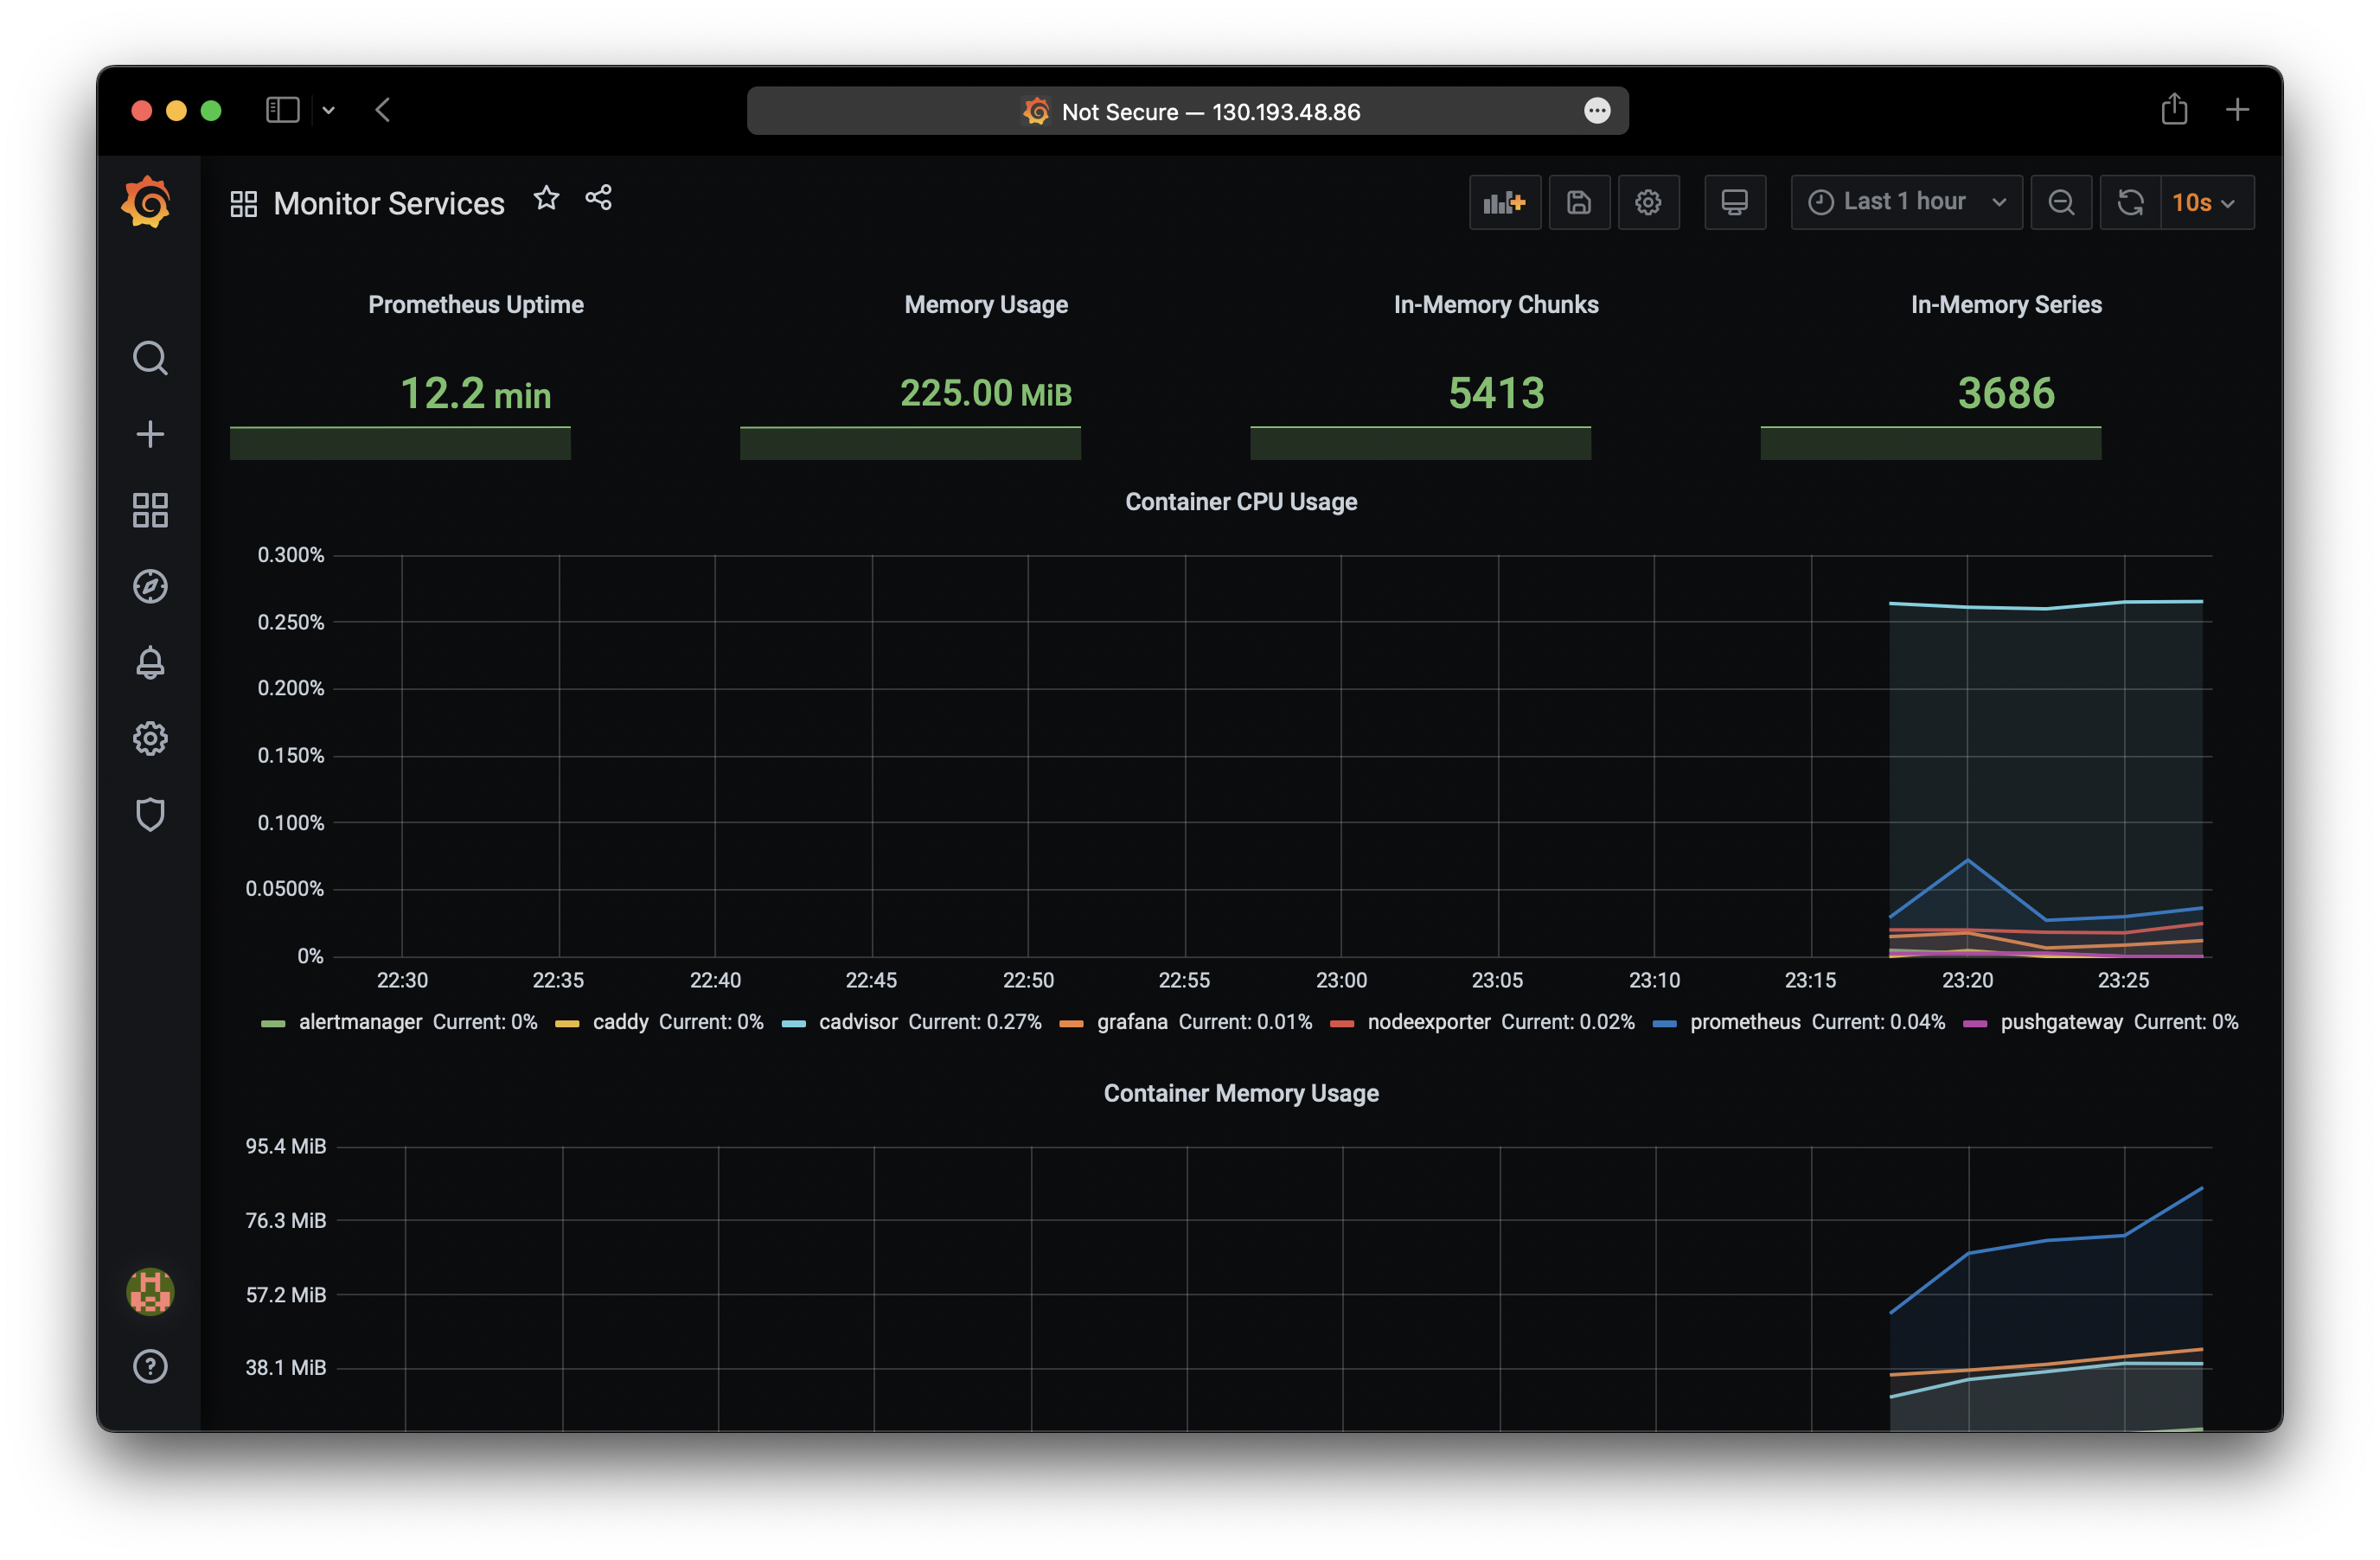 Not Secure — 130.193.48.86
Monitor Services
Last 1 hour
10s
Prometheus Uptime
Memory Usage
In-Memory Chunks
In-Memory Series
12.2 min
225.00 MiB
5413
3686
Container CPU Usage
0.300%
0.250%
0.200%
0.150%
0.100%
0.0500%
0%
22:30 22:35 22:40 22:45 22:50 22:55 23:00 23:05 23:10 23:15 23:20 23:25
alertmanager Current: 0% caddy Current: 0% cadvisor Current: 0.27% grafana Current: 0.01% nodeexporter Current: 0.02% prometheus Current: 0.04% pushgateway Current: 0%
Container Memory Usage
95.4 MiB
76.3 MiB
57.2 MiB
38.1 MiB